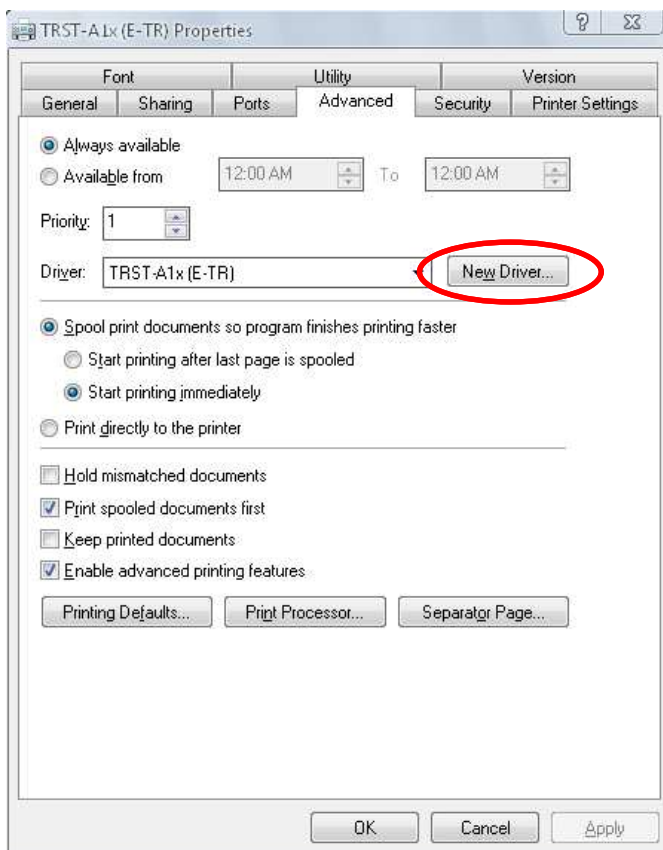 TRST-A1x (E-TR) Properties
Font Utility Version
General Sharing Ports Advanced Security Printer Settings
Always available
Available from 12:00 AM To 12:00 AM
Priority: 1
Driver: TRST-A1x (E-TR) New Driver...
Spool print documents so program finishes printing faster
Start printing after last page is spooled
Start printing immediately
Print directly to the printer
Hold mismatched documents
Print spooled documents first
Keep printed documents
Enable advanced printing features
Printing Defaults... Print Processor... Separator Page...
OK Cancel Apply